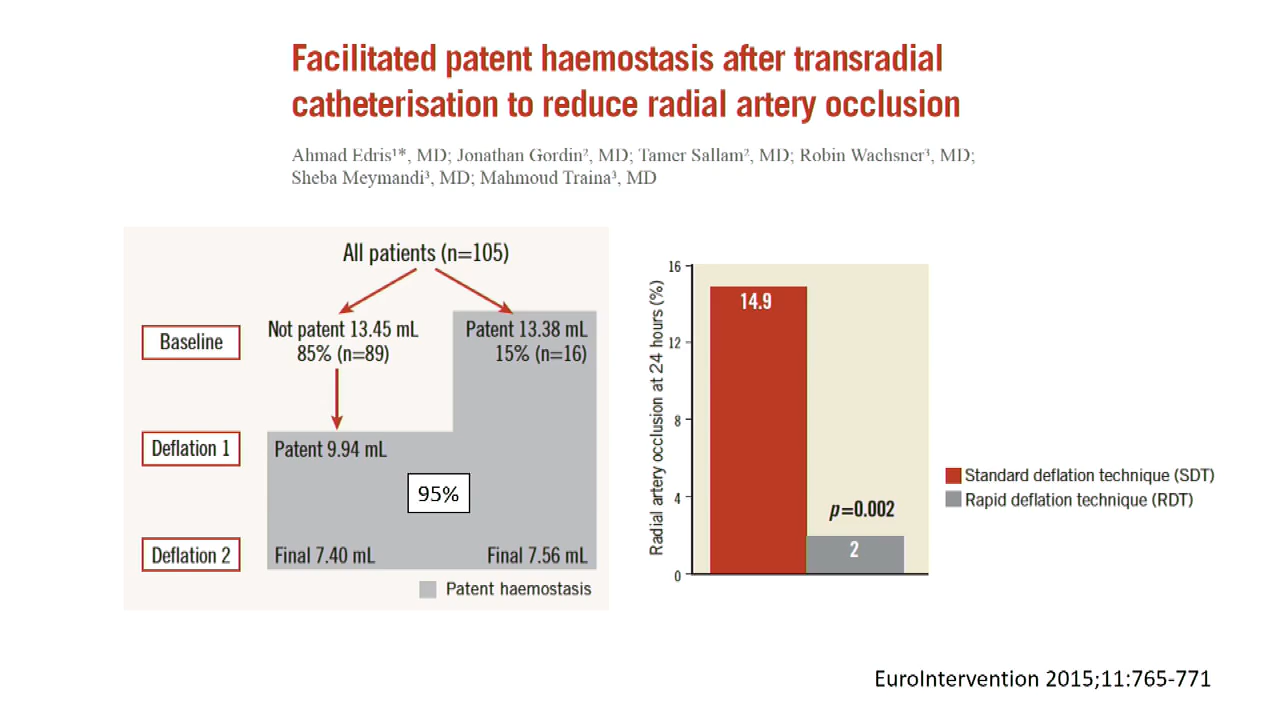 Facilitated patent haemostasis after transradial
catheterisation to reduce radial artery occlusion
Ahmad Edris¹*, MD; Jonathan Gordin², MD; Tamer Sallam², MD; Robin Wachsner³, MD;
Sheba Meymandi³, MD; Mahmoud Traina³, MD
All patients (n=105)
Baseline
Not patent 13.45 mL
85% (n=89)
Patent 13.38 mL
15% (n=16)
Deflation 1
Patent 9.94 mL
95%
Deflation 2
Final 7.40 mL
Final 7.56 mL
Patent haemostasis
Radial artery occlusion at 24 hours (%)
16
12
8
4
0
14.9
p=0.002
2
Standard deflation technique (SDT)
Rapid deflation technique (RDT)
EuroIntervention 2015;11:765-771